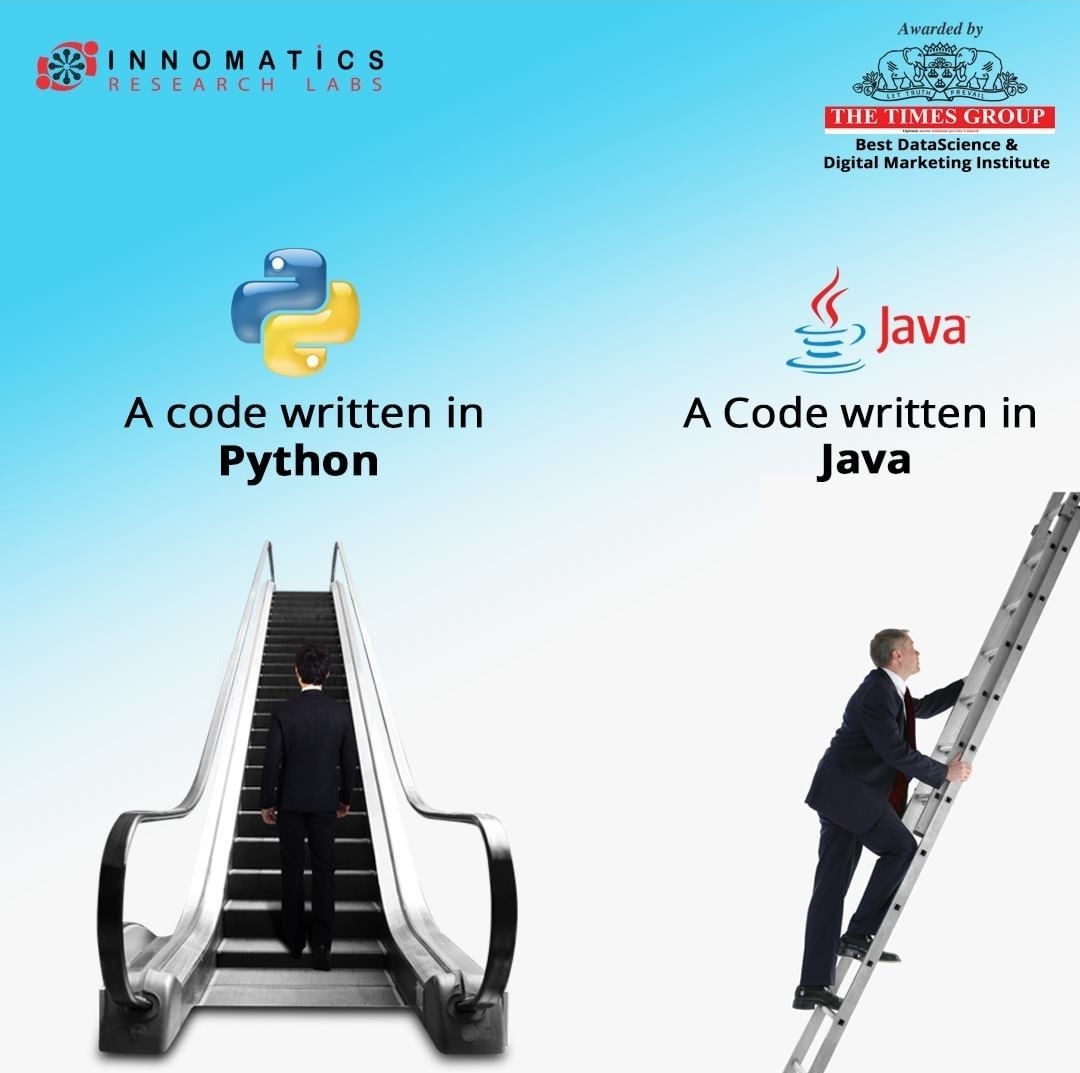 INNOMATICS
RESEARCH LABS
Awarded by
LET TRUTH PREVAIL
THE TIMES GROUP
Best DataScience &
Digital Marketing Institute
Java
A code written in
Python
A Code written in
Java